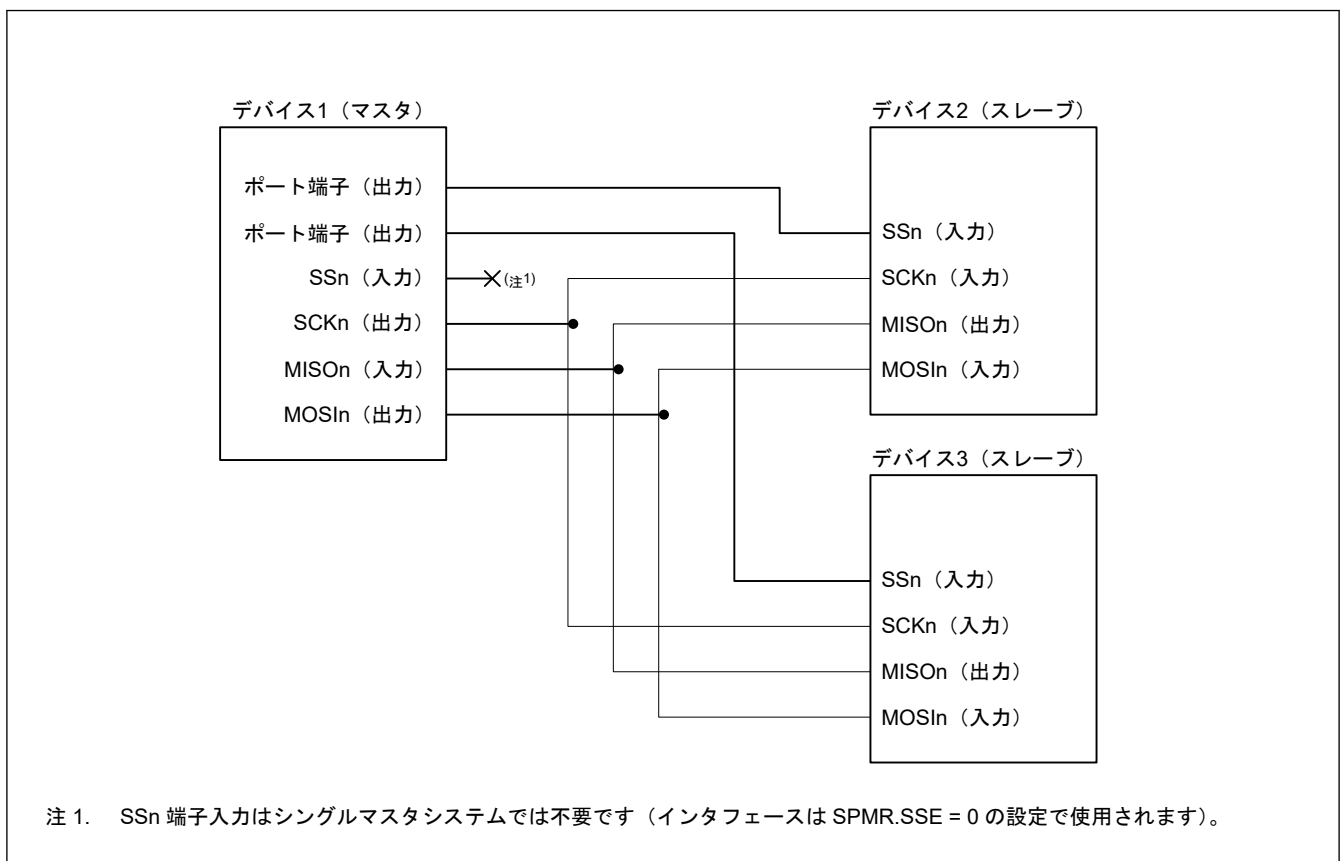 デバイス1（マスタ）
ポート端子（出力）
ポート端子（出力）
SSn（入力）
(注1)
SCKn（出力）
MISOn（入力）
MOSIn（出力）
デバイス2（スレーブ）
SSn（入力）
SCKn（入力）
MISOn（出力）
MOSIn（入力）
デバイス3（スレーブ）
SSn（入力）
SCKn（入力）
MISOn（出力）
MOSIn（入力）
注 1. SSn 端子入力はシングルマスタシステムでは不要です（インタフェースは SPMR.SSE = 0 の設定で使用されます）。